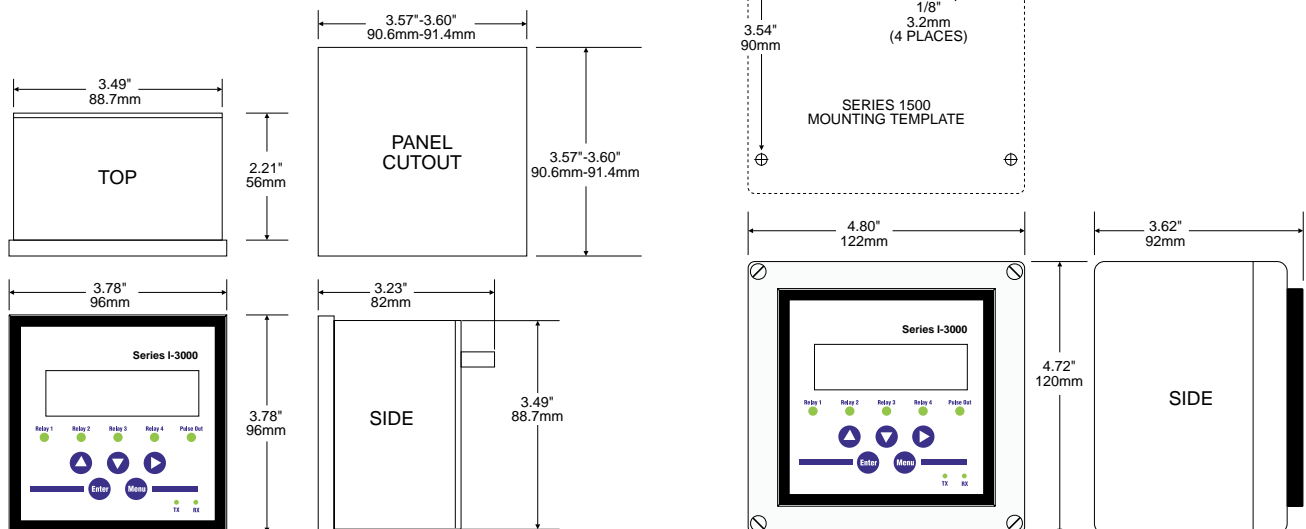 3.57"-3.60"
90.6mm-91.4mm
3.49"
88.7mm
TOP
2.21"
56mm
PANEL
CUTOUT
3.57"-3.60"
90.6mm-91.4mm
3.78"
96mm
Series I-3000
Relay 1 Relay 2 Relay 3 Relay 4 Pulse Out
Enter Menu
TX RX
3.78"
96mm
3.23"
82mm
SIDE
3.49"
88.7mm
1/8"
3.2mm
(4 PLACES)
3.54"
90mm
SERIES 1500
MOUNTING TEMPLATE
4.80"
122mm
3.62"
92mm
Series I-3000
Relay 1 Relay 2 Relay 3 Relay 4 Pulse Out
Enter Menu
TX RX
4.72"
120mm
SIDE